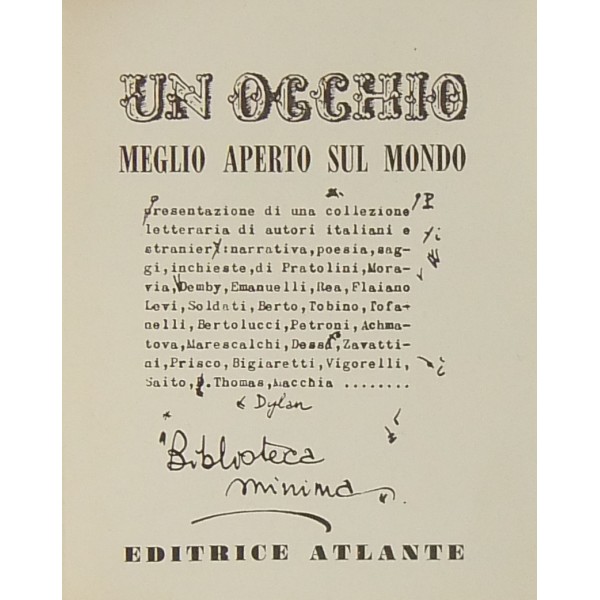 UN OCCHIO
MEGLIO APERTO SUL MONDO
presentazione di una collezione
letteraria di autori italiani e
stranieri:narrativa,poesia,sag-
gi,inchieste,di Pratolini,Mora-
via,Demby,Emanuelli,Rea,Flaiano
Levi,Soldati,Berto,Tobino,Tofa-
nelli,Bertolucci,Petroni,Achma-
tova,Marescalchi,Dessí,Zavatti-
ni,Prisco,Bigiaretti,Vigorelli,
Saito,D.Thomas,Macchia ........
Dylan
"Biblioteca
minima"
EDITRICE ATLANTE